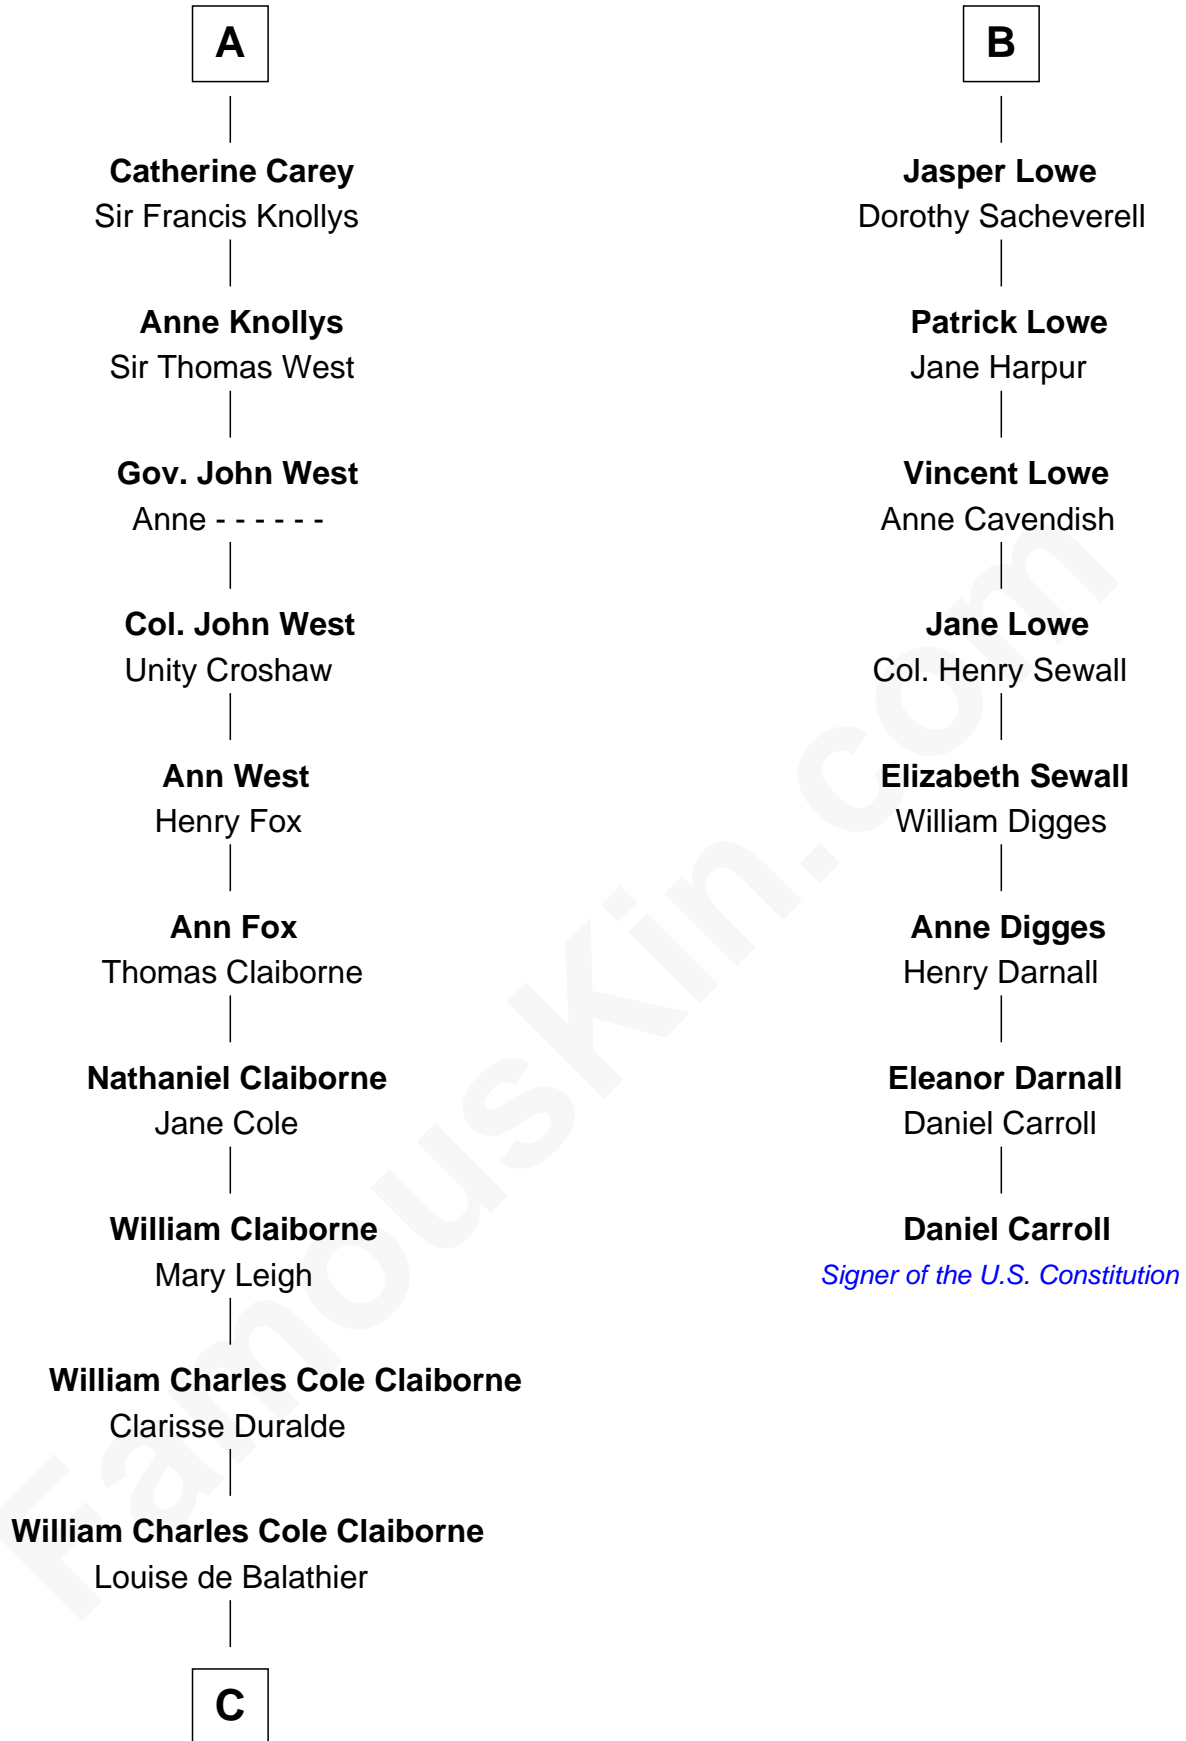 A
Catherine Carey
Sir Francis Knollys
Anne Knollys
Sir Thomas West
Gov. John West
Anne - - - - - -
Col. John West
Unity Croshaw
Ann West
Henry Fox
Ann Fox
Thomas Claiborne
Nathaniel Claiborne
Jane Cole
William Claiborne
Mary Leigh
William Charles Cole Claiborne
Clarisse Duralde
William Charles Cole Claiborne
Louise de Balathier
C
B
Jasper Lowe
Dorothy Sacheverell
Patrick Lowe
Jane Harpur
Vincent Lowe
Anne Cavendish
Jane Lowe
Col. Henry Sewall
Elizabeth Sewall
William Digges
Anne Digges
Henry Darnall
Eleanor Darnall
Daniel Carroll
Daniel Carroll
Signer of the U.S. Constitution
FamousKin.com